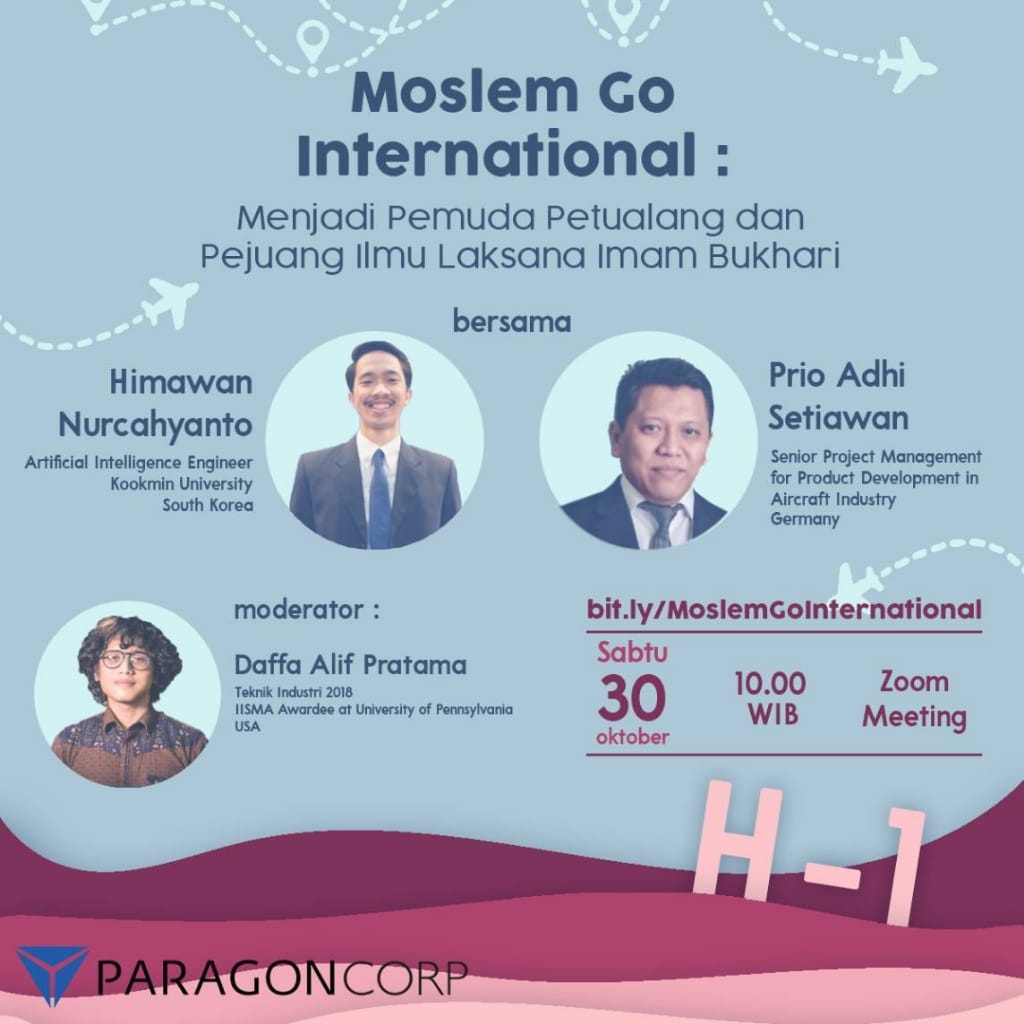 Moslem Go
International :
Menjadi Pemuda Petualang dan
Pejuang Ilmu Laksana Imam Bukhari
bersama
Himawan
Nurcahyanto
Artificial Intelligence Engineer
Kookmin University
South Korea
Prio Adhi
Setiawan
Senior Project Management
for Product Development in
Aircraft Industry
Germany
moderator :
Daffa Alif Pratama
Teknik Industri 2018
IISMA Awardee at University of Pennsylvania
USA
bit.ly/MoslemGoInternational
Sabtu
30
oktober
10.00
WIB
Zoom
Meeting
H-1
PARAGONCORP